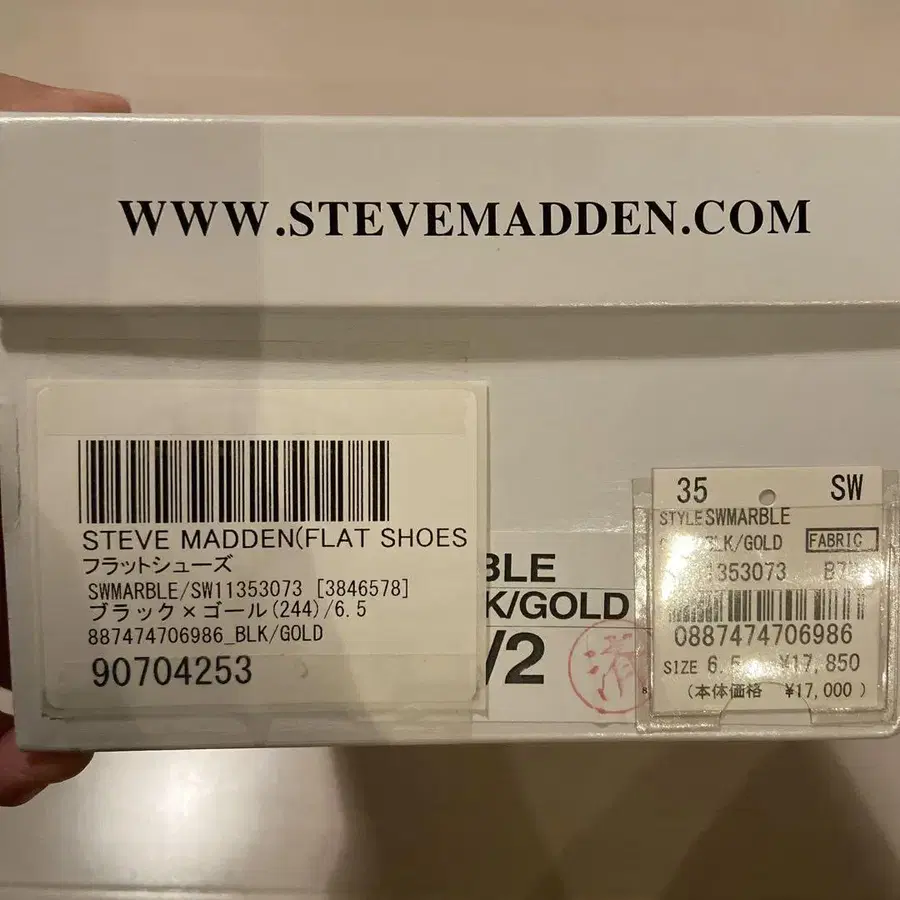 WWW.STEVEMADDEN.COM
STEVE MADDEN(FLAT SHOES
フラットシューズ
SWMARBLE/SW11353073 [3846578]
ブラック×ゴール(244)/6.5
887474706986_BLK/GOLD
90704253
BLE
K/GOLD
/2
済
35 SW
STYLE SWMARBLE
BLK/GOLD FABRIC
1353073
0887474706986
SIZE 6.5 ¥17,850
(本体価格 ¥17,000 )